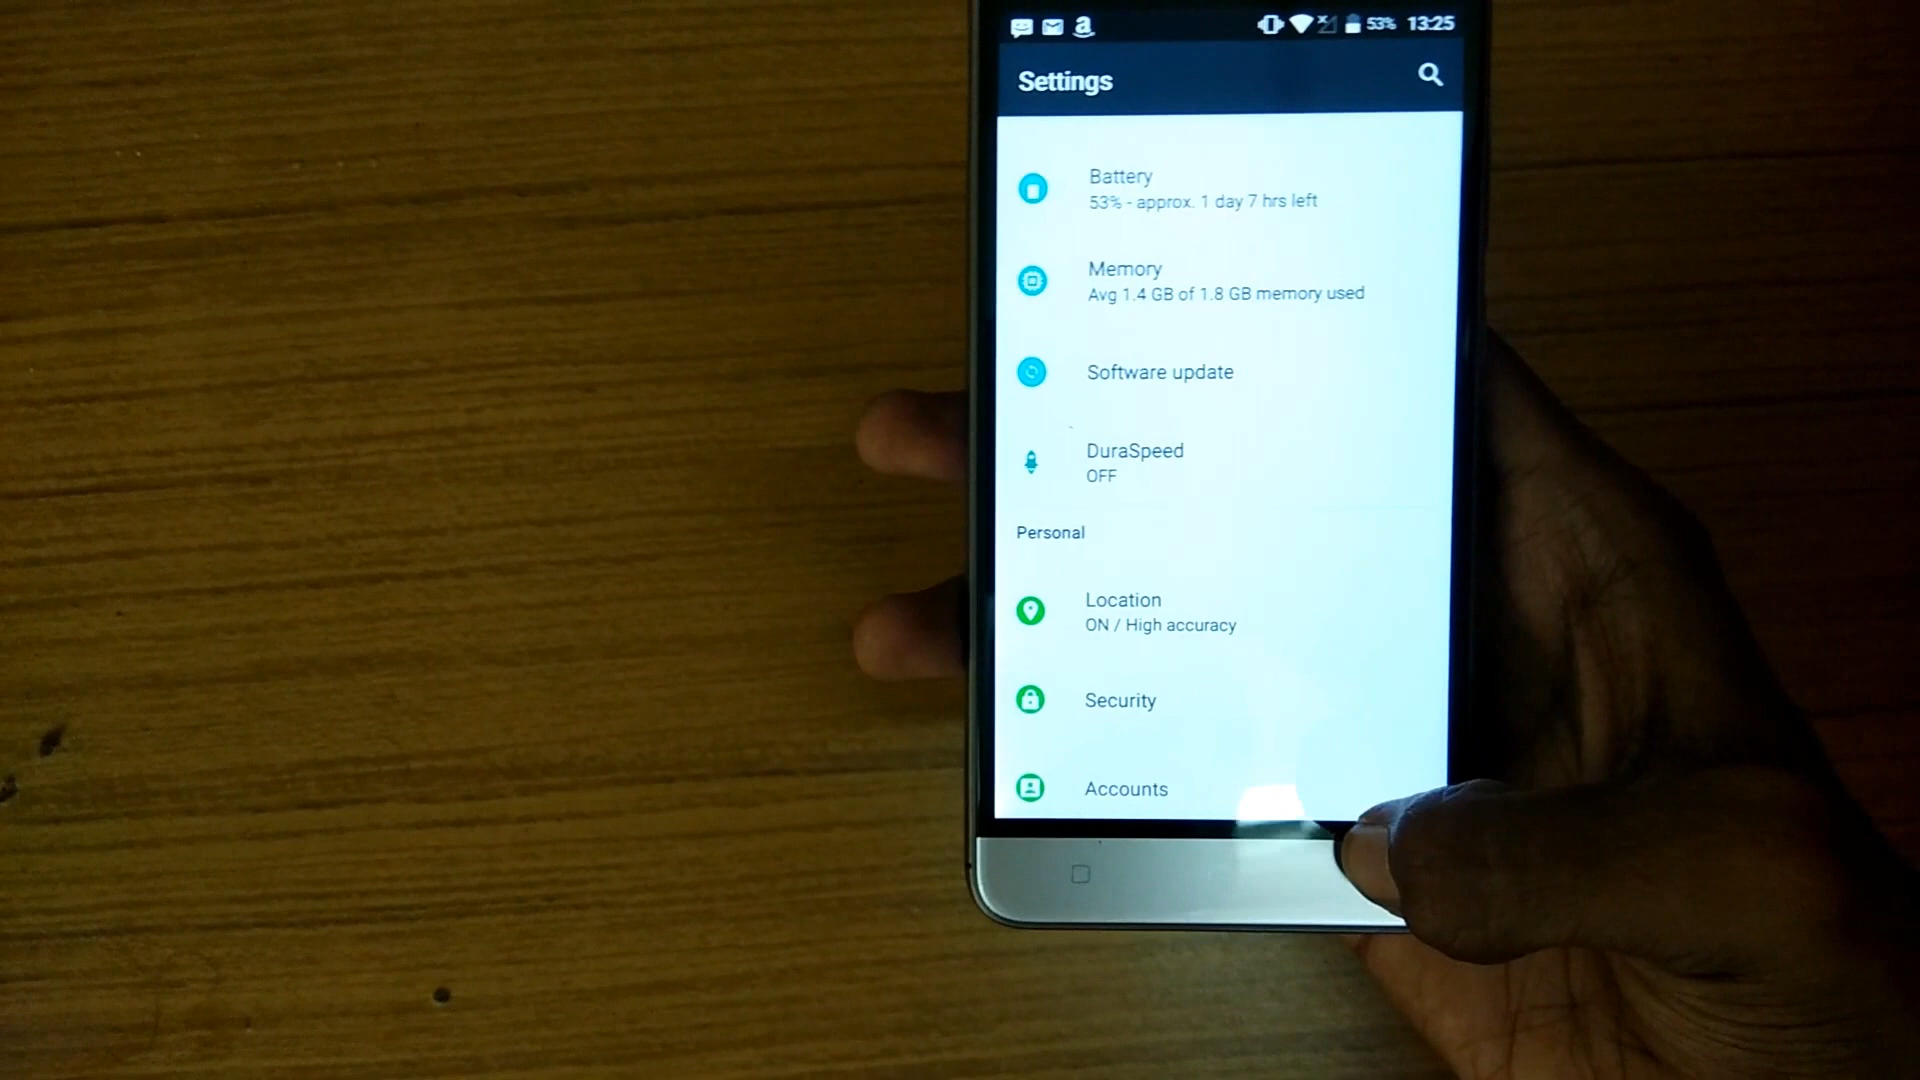 53% 13:25
Settings
Battery
53% - approx. 1 day 7 hrs left
Memory
Avg 1.4 GB of 1.8 GB memory used
Software update
DuraSpeed
OFF
Personal
Location
ON / High accuracy
Security
Accounts